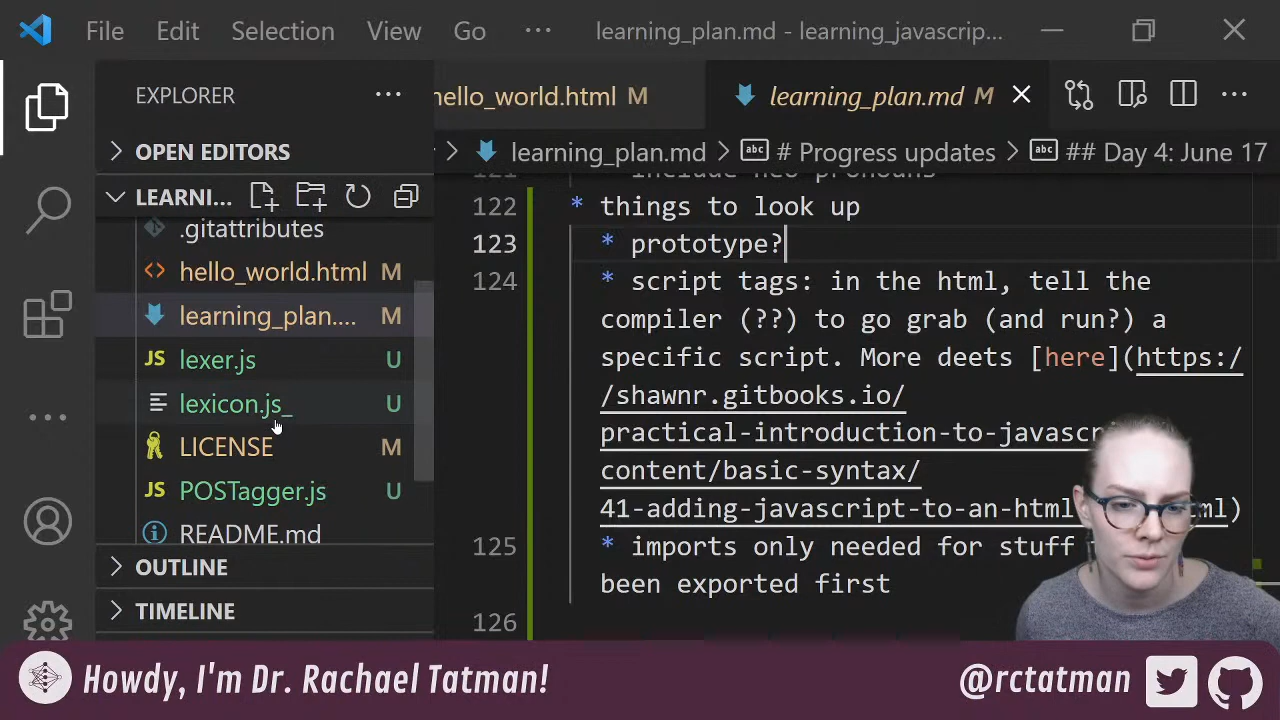 File Edit Selection View Go ··· learning_plan.md - learning_javascrip...
EXPLORER ···
hello_world.html M learning_plan.md M ···
OPEN EDITORS
learning_plan.md > # Progress updates > ## Day 4: June 17
LEARNI...
.gitattributes
hello_world.html M
learning_plan.... M
lexer.js U
lexicon.js_ U
LICENSE M
POSTagger.js U
README.md
OUTLINE
TIMELINE
121
122 * things to look up
123 * prototype?
124 * script tags: in the html, tell the
compiler (??) to go grab (and run?) a
specific script. More deets [here](https:/
/shawnr.gitbooks.io/
practical-introduction-to-javascr
content/basic-syntax/
41-adding-javascript-to-an-html
125 * imports only needed for stuff
been exported first
126
Howdy, I'm Dr. Rachael Tatman! @rctatman